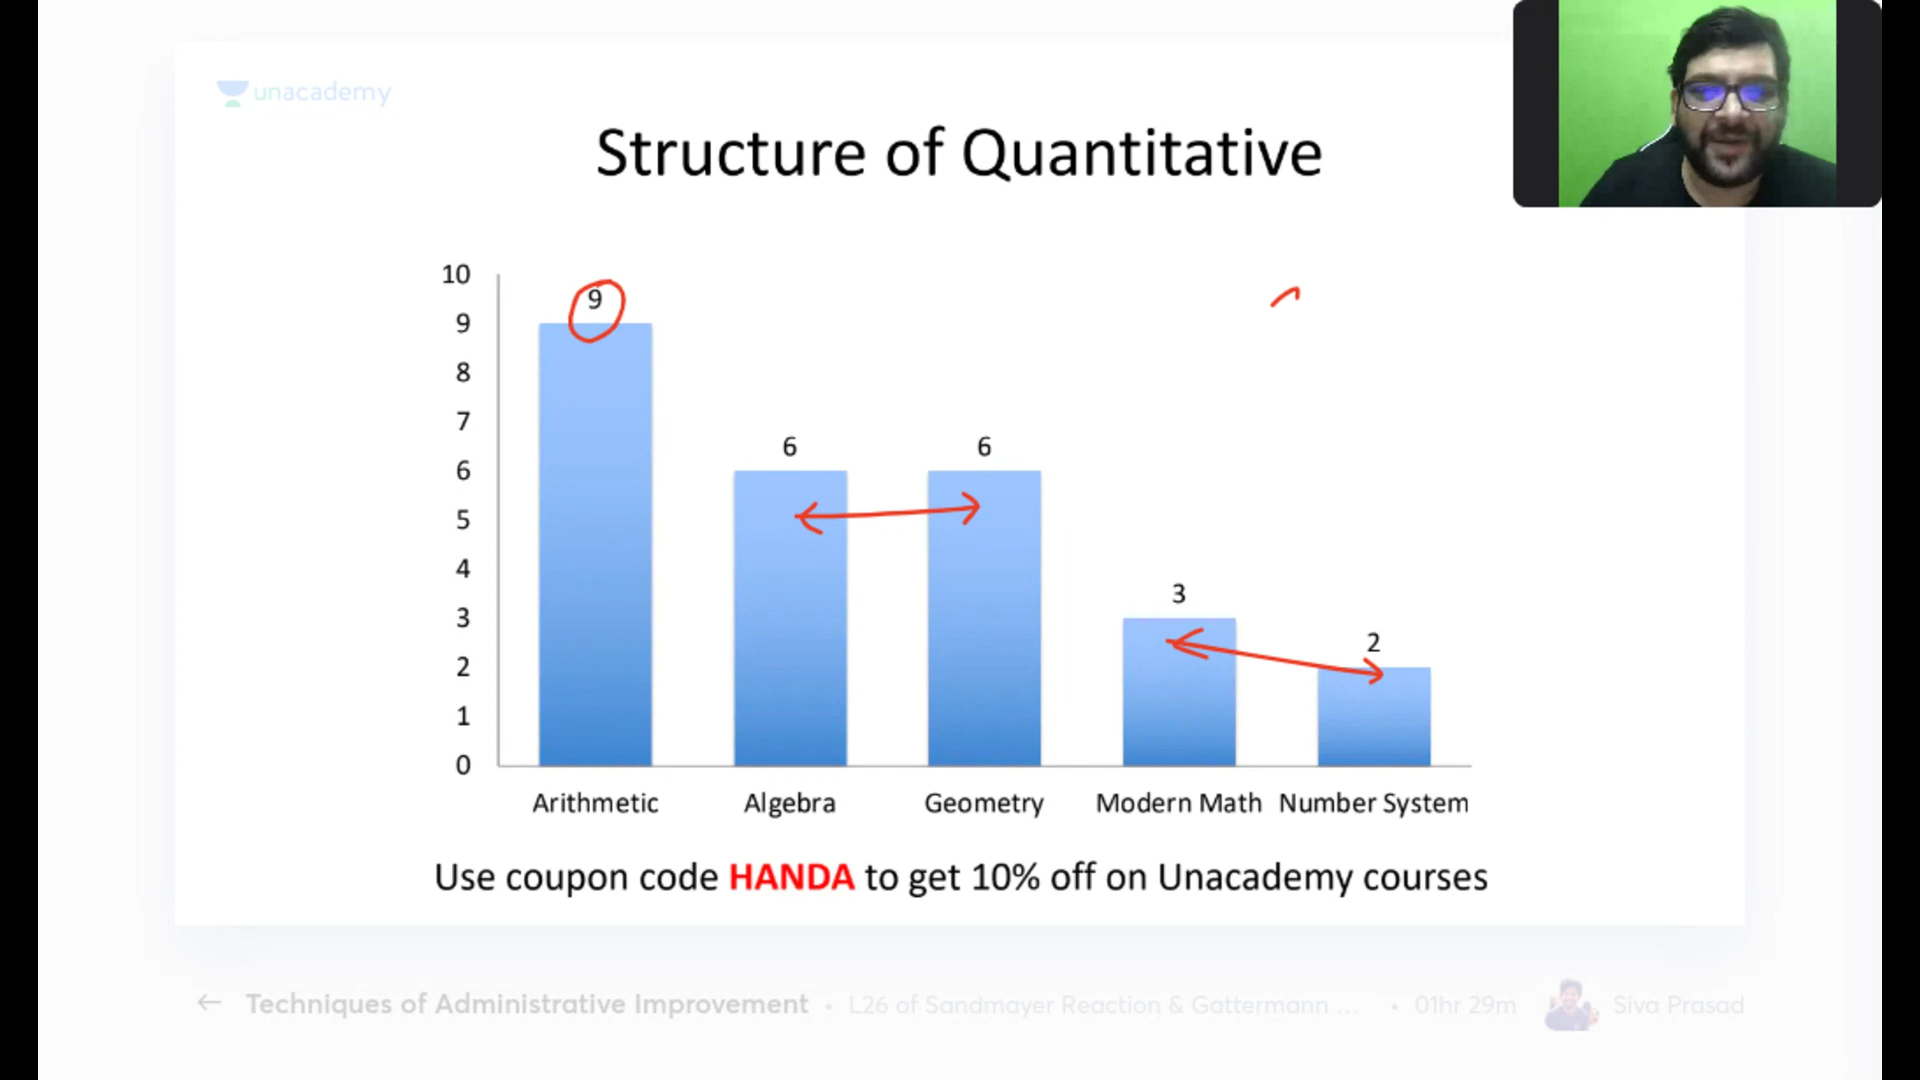 unacademy
Structure of Quantitative
10
9
8
7
6
5
4
3
2
1
0
9
6
6
3
2
Arithmetic
Algebra
Geometry
Modern Math
Number System
Use coupon code HANDA to get 10% off on Unacademy courses
← Techniques of Administrative Improvement • L26 of Sandmayer Reaction & Gattermann ... • 01hr 29m Siva Prasad